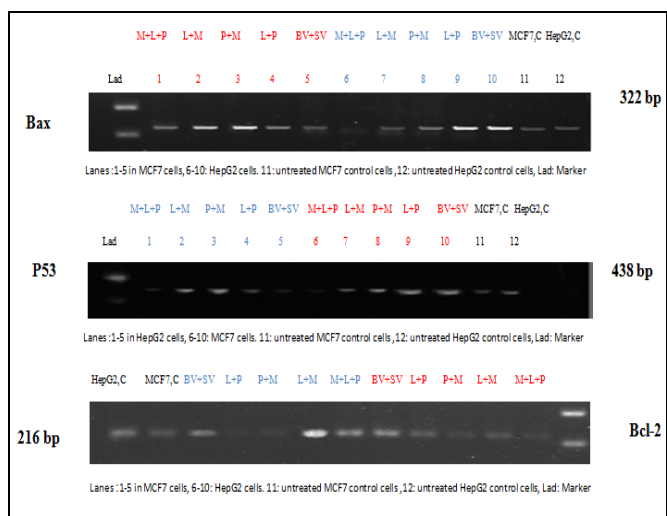 M+L+P L+M P+M L+P BV+SV M+L+P L+M P+M L+P BV+SV MCF7,C HepG2,C
Lad 1 2 3 4 5 6 7 8 9 10 11 12
322 bp
Bax
Lanes :1-5 in MCF7 cells, 6-10: HepG2 cells. 11: untreated MCF7 control cells ,12: untreated HepG2 control cells, Lad: Marker
M+L+P L+M P+M L+P BV+SV M+L+P L+M P+M L+P BV+SV MCF7,C HepG2,C
Lad 1 2 3 4 5 6 7 8 9 10 11 12
P53 438 bp
Lanes :1-5 in HepG2 cells, 6-10: MCF7 cells. 11: untreated MCF7 control cells ,12: untreated HepG2 control cells, Lad: Marker
HepG2,C MCF7,C BV+SV L+P P+M L+M M+L+P BV+SV L+P P+M L+M M+L+P
216 bp Bcl-2
Lanes :1-5 in MCF7 cells, 6-10: HepG2 cells. 11: untreated MCF7 control cells ,12: untreated HepG2 control cells, Lad: Marker